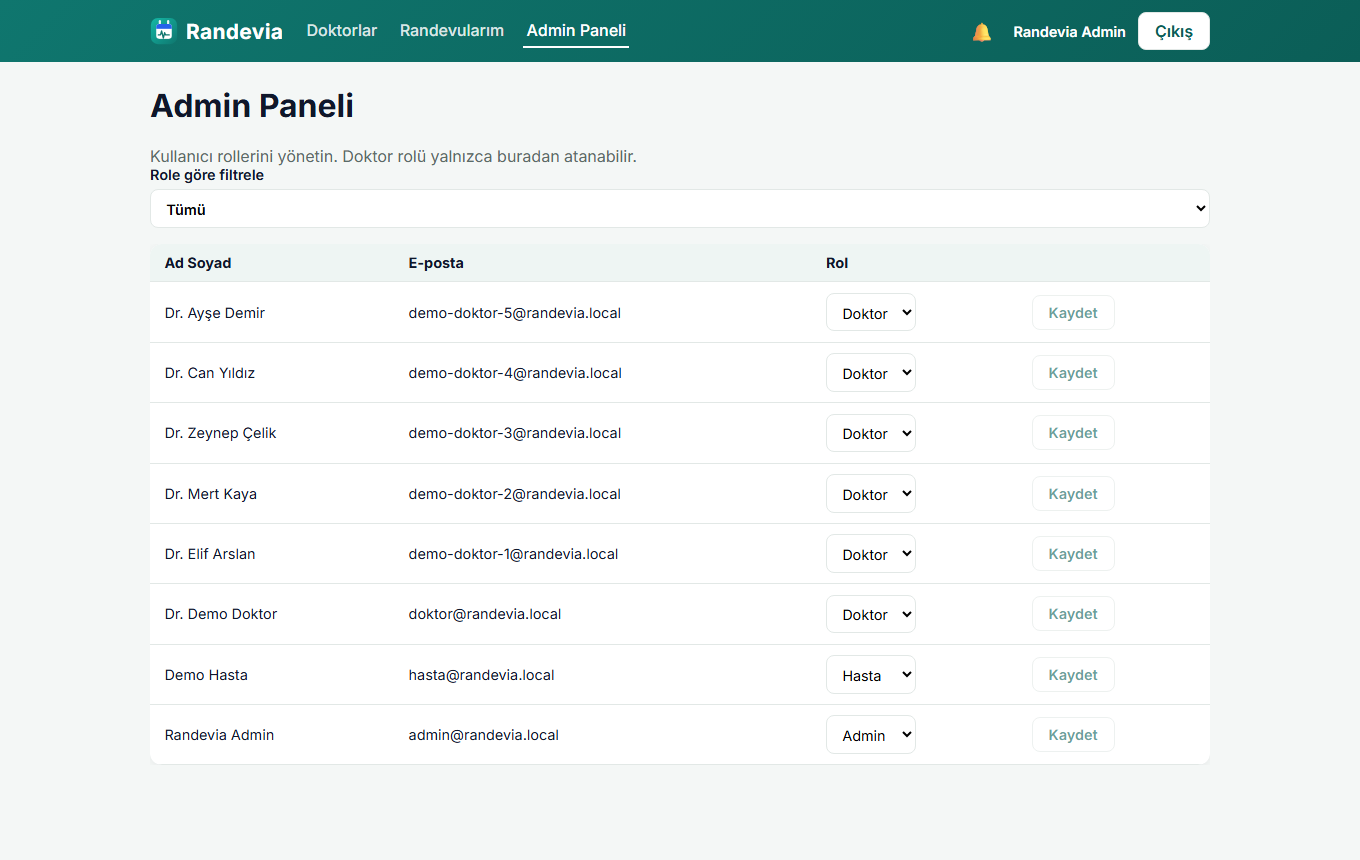 Randevia Doktorlar Randevularım Admin Paneli Randevia Admin Çıkış
Admin Paneli
Kullanıcı rollerini yönetin. Doktor rolü yalnızca buradan atanabilir.
Role göre filtrele
Tümü
Ad Soyad E-posta Rol
Dr. Ayşe Demir demo-doktor-5@randevia.local Doktor Kaydet
Dr. Can Yıldız demo-doktor-4@randevia.local Doktor Kaydet
Dr. Zeynep Çelik demo-doktor-3@randevia.local Doktor Kaydet
Dr. Mert Kaya demo-doktor-2@randevia.local Doktor Kaydet
Dr. Elif Arslan demo-doktor-1@randevia.local Doktor Kaydet
Dr. Demo Doktor doktor@randevia.local Doktor Kaydet
Demo Hasta hasta@randevia.local Hasta Kaydet
Randevia Admin admin@randevia.local Admin Kaydet